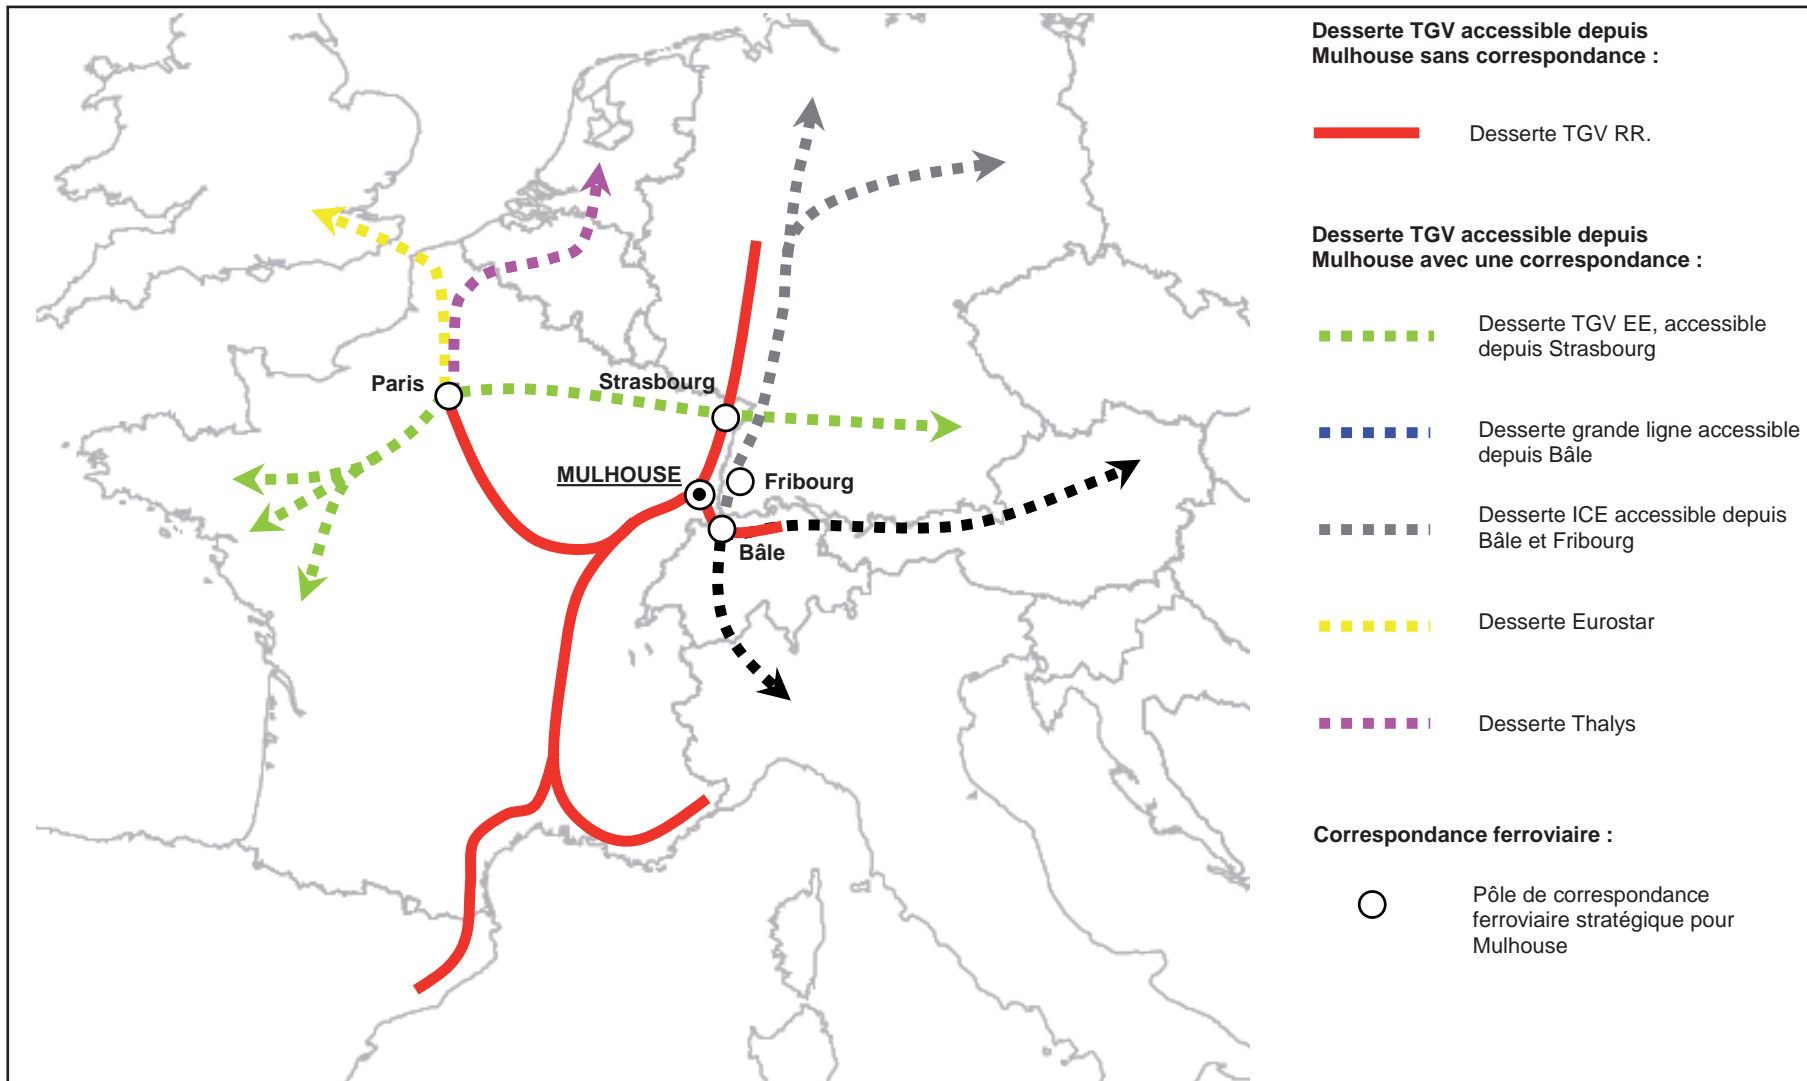 Desserte TGV accessible depuis
Mulhouse sans correspondance :
Desserte TGV RR.
Desserte TGV accessible depuis
Mulhouse avec une correspondance :
Desserte TGV EE, accessible
depuis Strasbourg
Desserte grande ligne accessible
depuis Bâle
Desserte ICE accessible depuis
Bâle et Fribourg
Desserte Eurostar
Desserte Thalys
Correspondance ferroviaire :
Pôle de correspondance
ferroviaire stratégique pour
Mulhouse
Paris
Strasbourg
MULHOUSE
Fribourg
Bâle